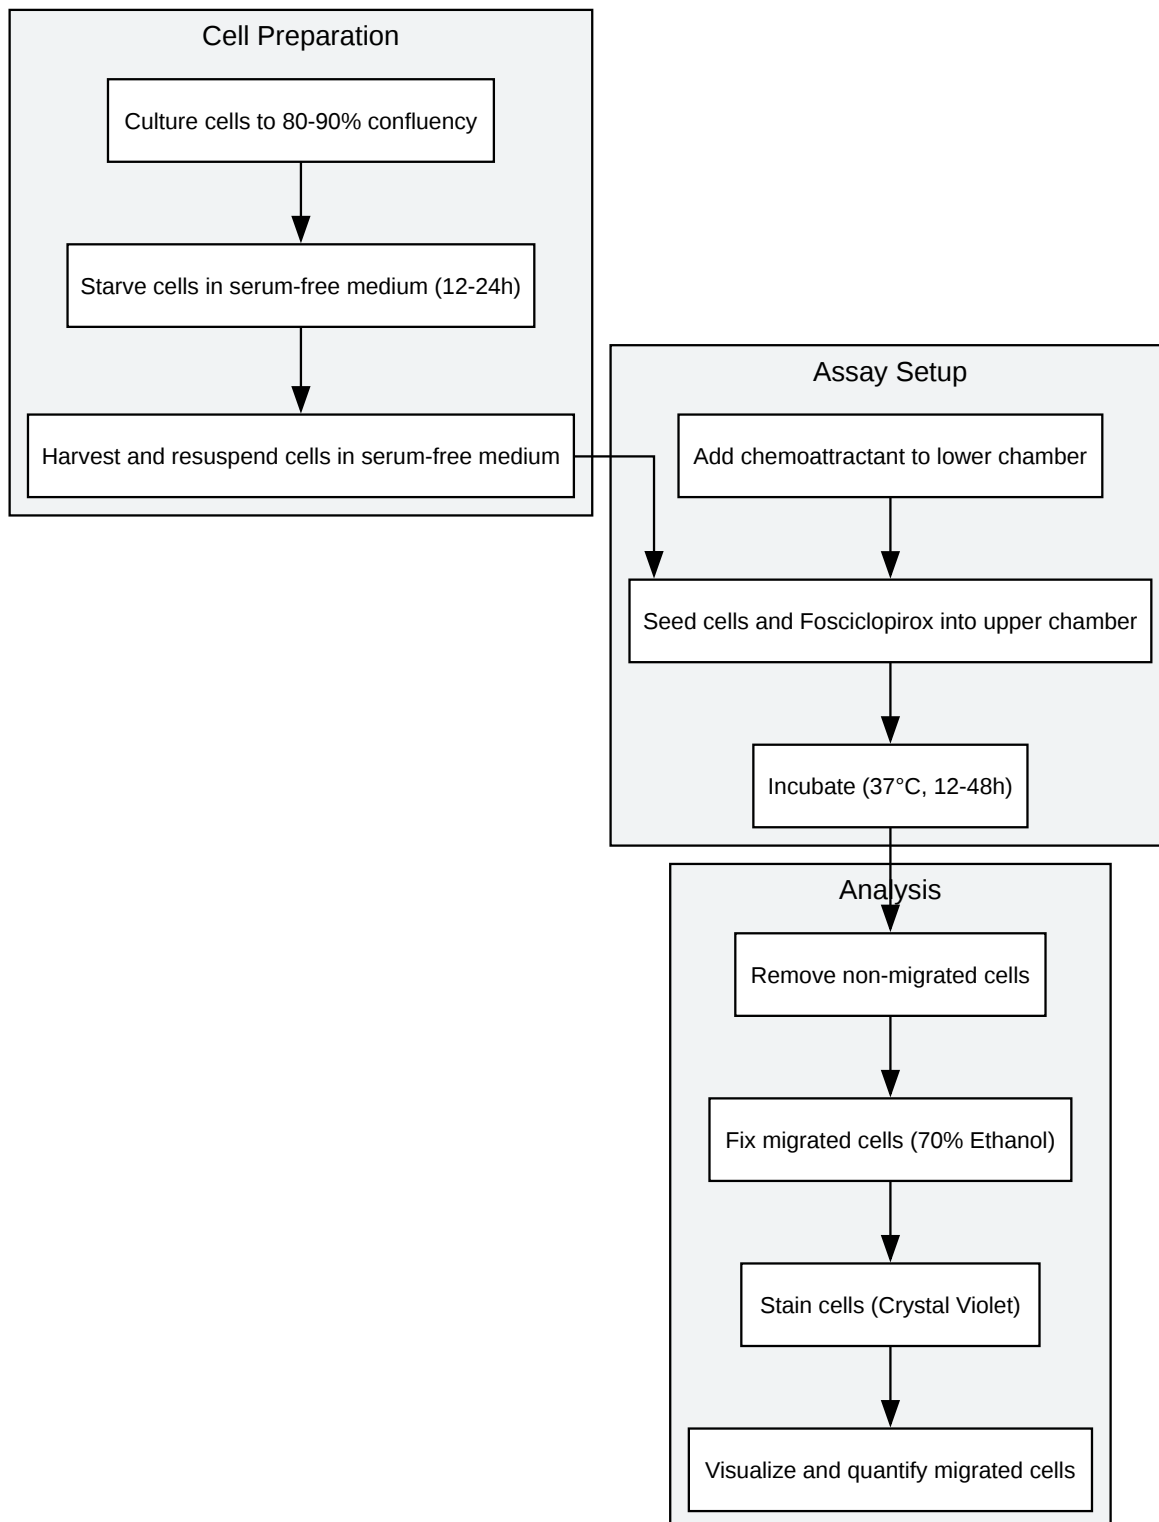 Cell Preparation
Culture cells to 80-90% confluency
Starve cells in serum-free medium (12-24h)
Harvest and resuspend cells in serum-free medium
Assay Setup
Add chemoattractant to lower chamber
Seed cells and Fosciclopirox into upper chamber
Incubate (37°C, 12-48h)
Analysis
Remove non-migrated cells
Fix migrated cells (70% Ethanol)
Stain cells (Crystal Violet)
Visualize and quantify migrated cells